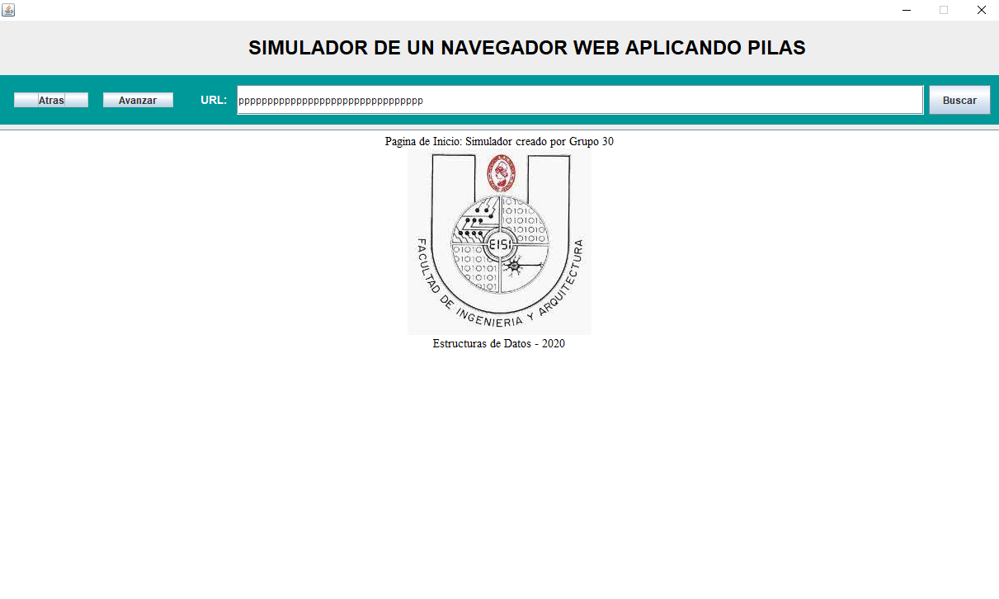 SIMULADOR DE UN NAVEGADOR WEB APLICANDO PILAS
Atras Avanzar URL: pppppppppppppppppppppppppppppppp Buscar
Pagina de Inicio: Simulador creado por Grupo 30
EISI
FACULTAD DE INGENIERIA Y ARQUITECTURA
Estructuras de Datos - 2020